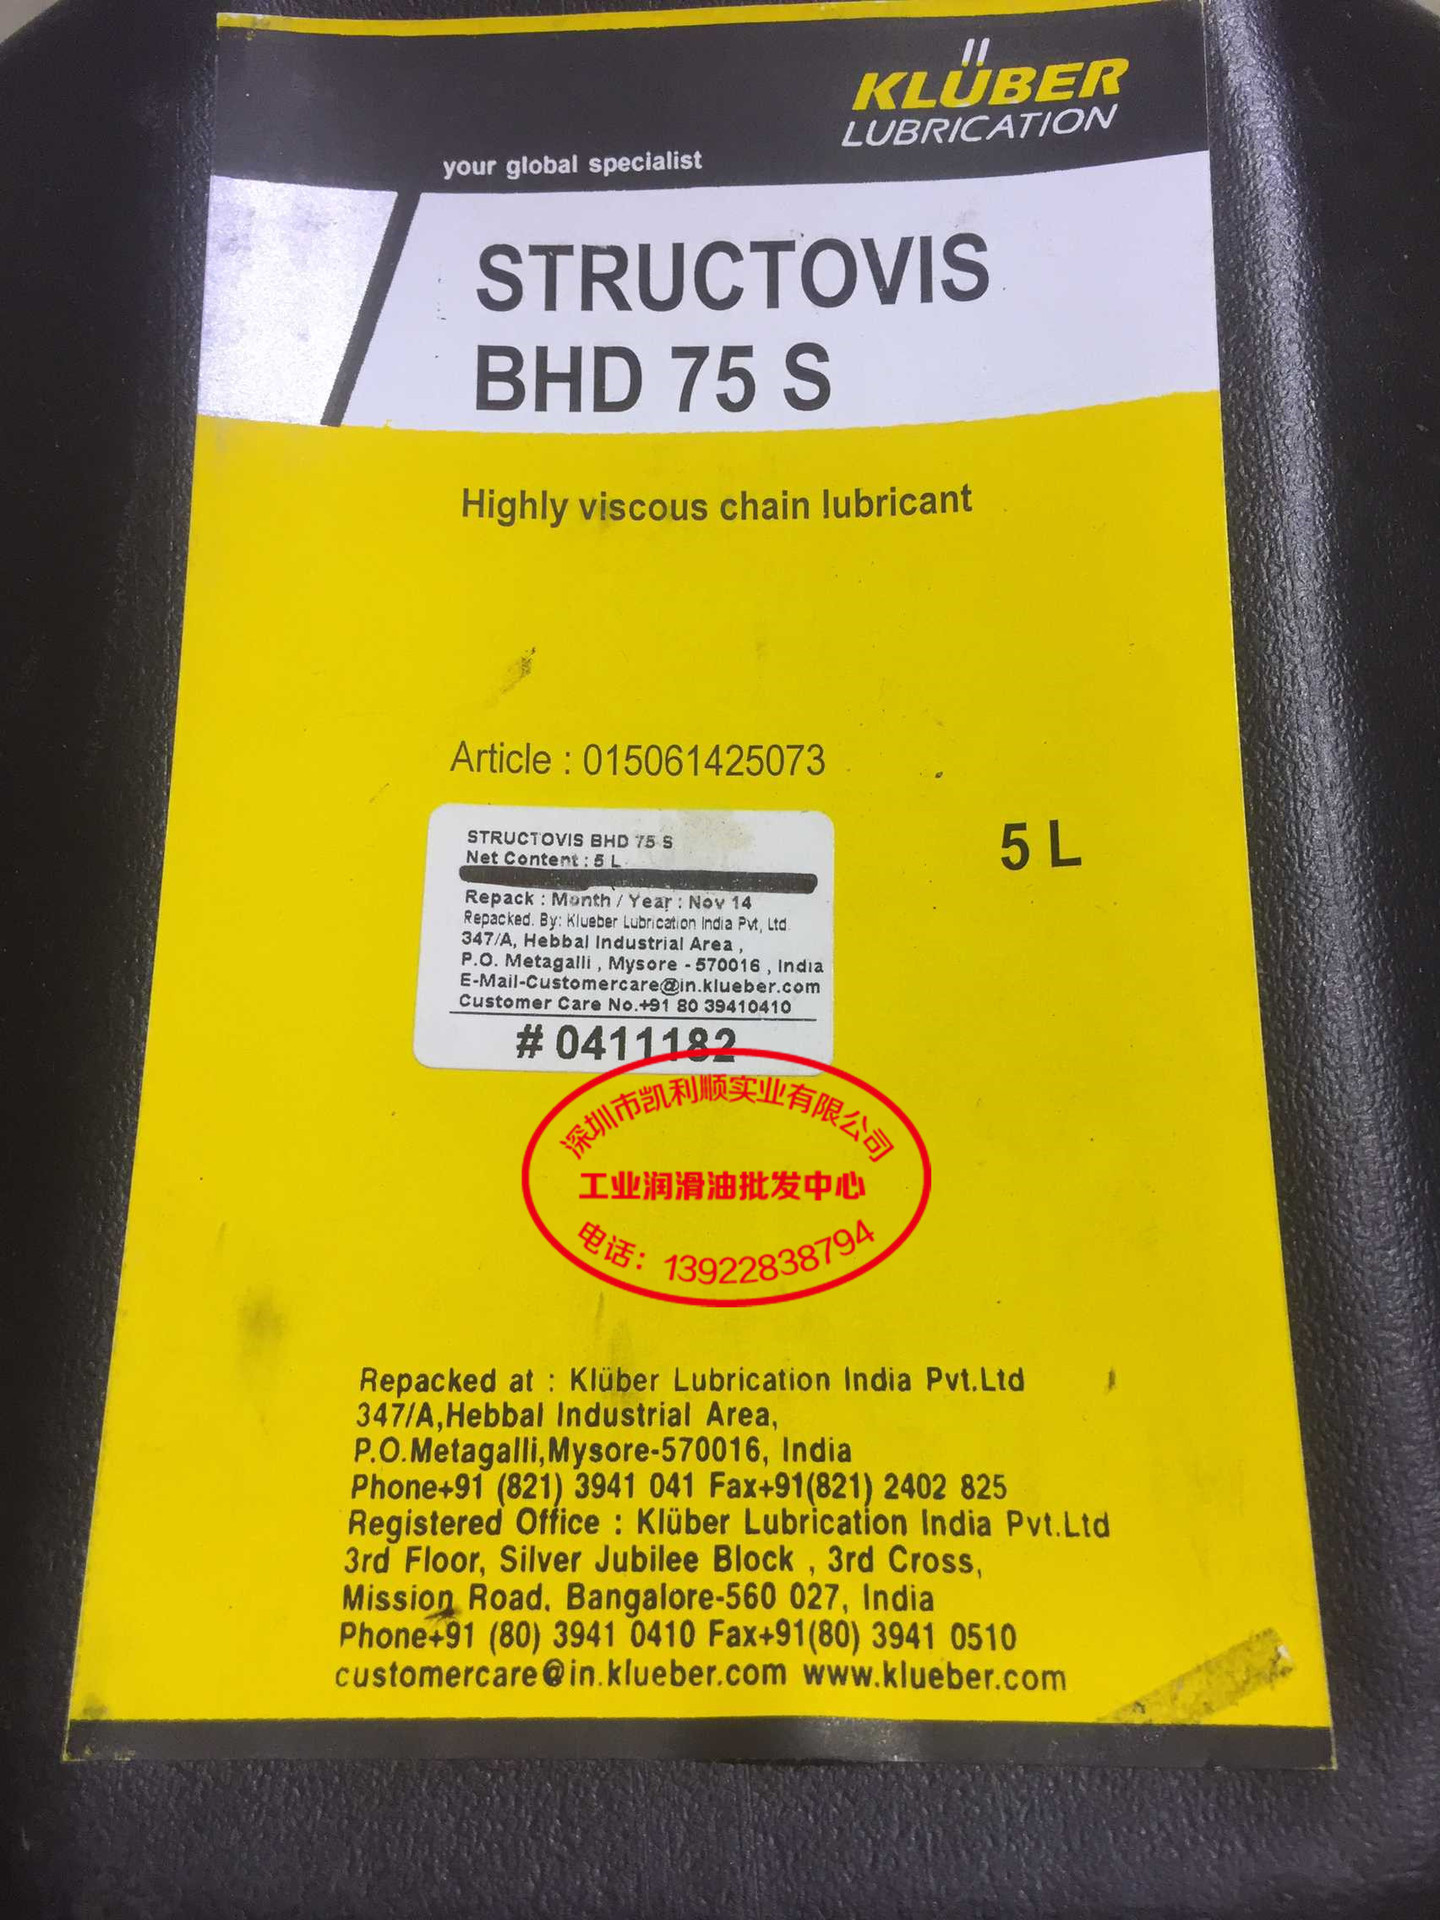 KLÜBER
LUBRICATION
your global specialist
STRUCTOVIS
BHD 75 S
Highly viscous chain lubricant
Article : 015061425073
5 L
STRUCTOVIS BHD 75 S
Net Content : 5 L
Repack : Month / Year : Nov 14
Repacked. By: Klueber Lubrication India Pvt, Ltd.
347/A, Hebbal Industrial Area ,
P.O. Metagalli , Mysore - 570016 , India
E-Mail-Customercare@in.klueber.com
Customer Care No.+91 80 39410410
# 0411182
深圳市凯利顺实业有限公司
工业润滑油批发中心
电话：13922838794
Repacked at : Klüber Lubrication India Pvt.Ltd
347/A,Hebbal Industrial Area,
P.O.Metagalli,Mysore-570016, India
Phone+91 (821) 3941 041 Fax+91(821) 2402 825
Registered Office : Klüber Lubrication India Pvt.Ltd
3rd Floor, Silver Jubilee Block , 3rd Cross,
Mission Road. Bangalore-560 027, India
Phone+91 (80) 3941 0410 Fax+91(80) 3941 0510
customercare@in.klueber.com www.klueber.com